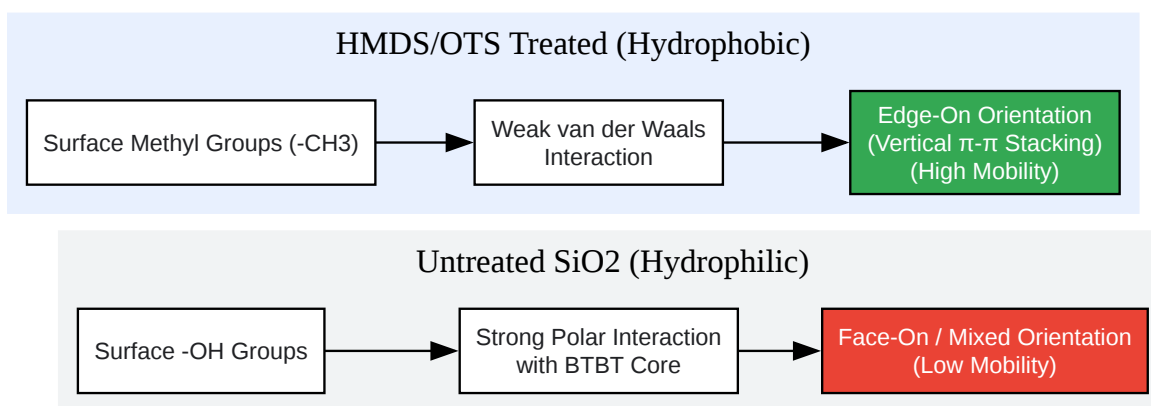 HMDS/OTS Treated (Hydrophobic)
Surface Methyl Groups (-CH3)
Weak van der Waals
Interaction
Edge-On Orientation
(Vertical π-π Stacking)
(High Mobility)
Untreated SiO2 (Hydrophilic)
Surface -OH Groups
Strong Polar Interaction
with BTBT Core
Face-On / Mixed Orientation
(Low Mobility)